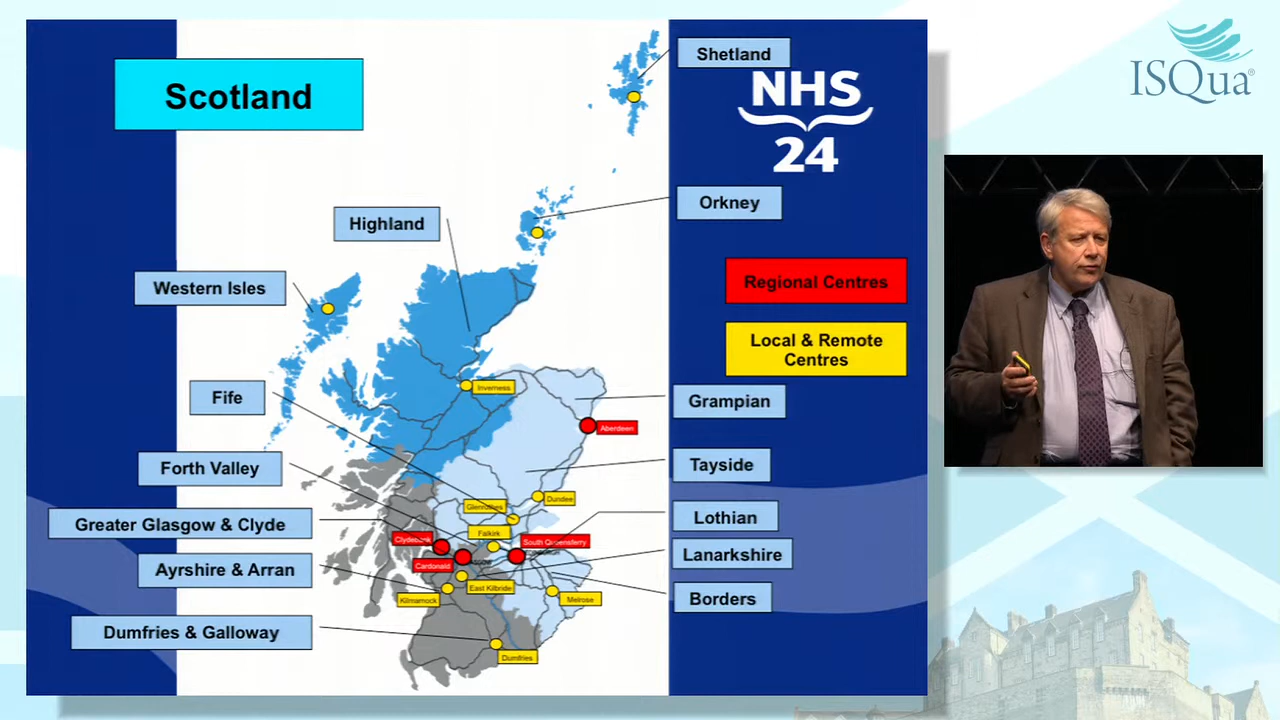 ISQua®
Scotland
Shetland
NHS
24
Orkney
Highland
Western Isles
Regional Centres
Local & Remote
Centres
Inverness
Fife
Grampian
Aberdeen
Forth Valley
Tayside
Glenrothes
Dundee
Greater Glasgow & Clyde
Lothian
Falkirk
Clydebank
South Queensferry
Lanarkshire
Cardonald
Ayrshire & Arran
East Kilbride
Kilmarnock
Melrose
Borders
Dumfries & Galloway
Dumfries